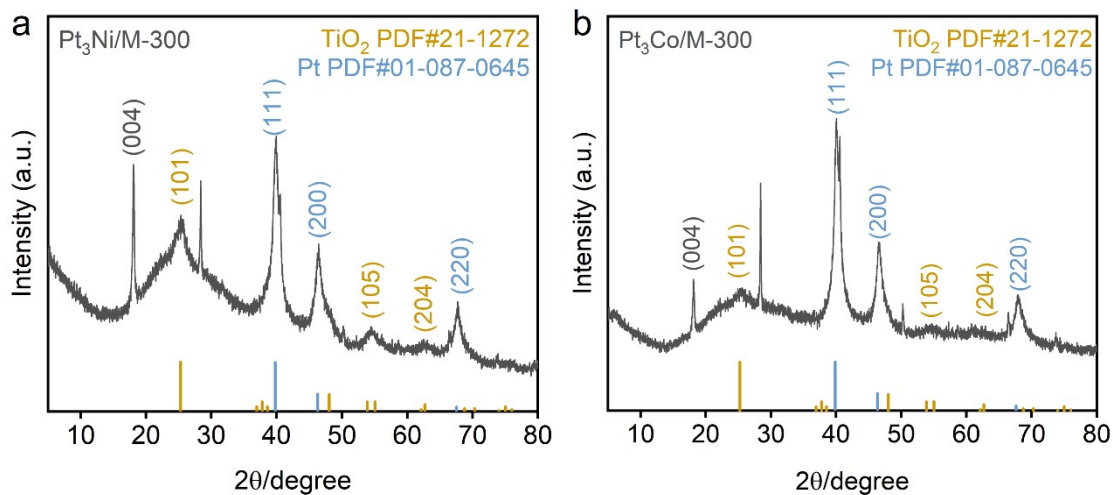 a
Pt₃Ni/M-300
TiO₂ PDF#21-1272
Pt PDF#01-087-0645
(004)
(101)
(111)
(200)
(105)
(204)
(220)
Intensity (a.u.)
10 20 30 40 50 60 70 80
2θ/degree
b
Pt₃Co/M-300
TiO₂ PDF#21-1272
Pt PDF#01-087-0645
(004)
(101)
(111)
(200)
(105)
(204)
(220)
Intensity (a.u.)
10 20 30 40 50 60 70 80
2θ/degree